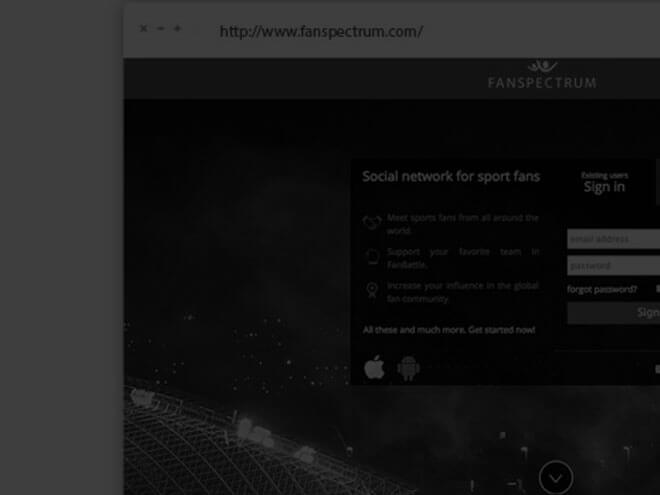 http://www.fanspectrum.com/
FANSPECTRUM
Social network for sport fans
Existing users
Sign in
Meet sports fans from all around the
world.
Support your favorite team in
FanBattle.
Increase your influence in the global
fan community.
email address
password
forgot password?
Sign
All these and much more. Get started now!